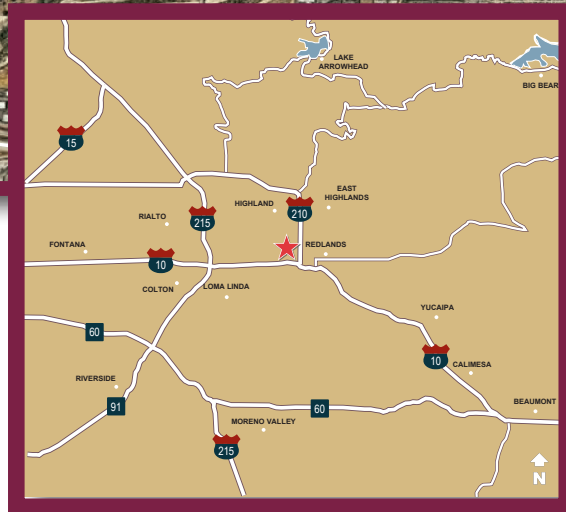 LAKE
ARROWHEAD
BIG BEAR
15
EAST
HIGHLANDS
HIGHLAND
210
RIALTO
215
FONTANA
10
REDLANDS
COLTON
LOMA LINDA
60
YUCAIPA
10
CALIMESA
RIVERSIDE
91
60
BEAUMONT
MORENO VALLEY
215
N